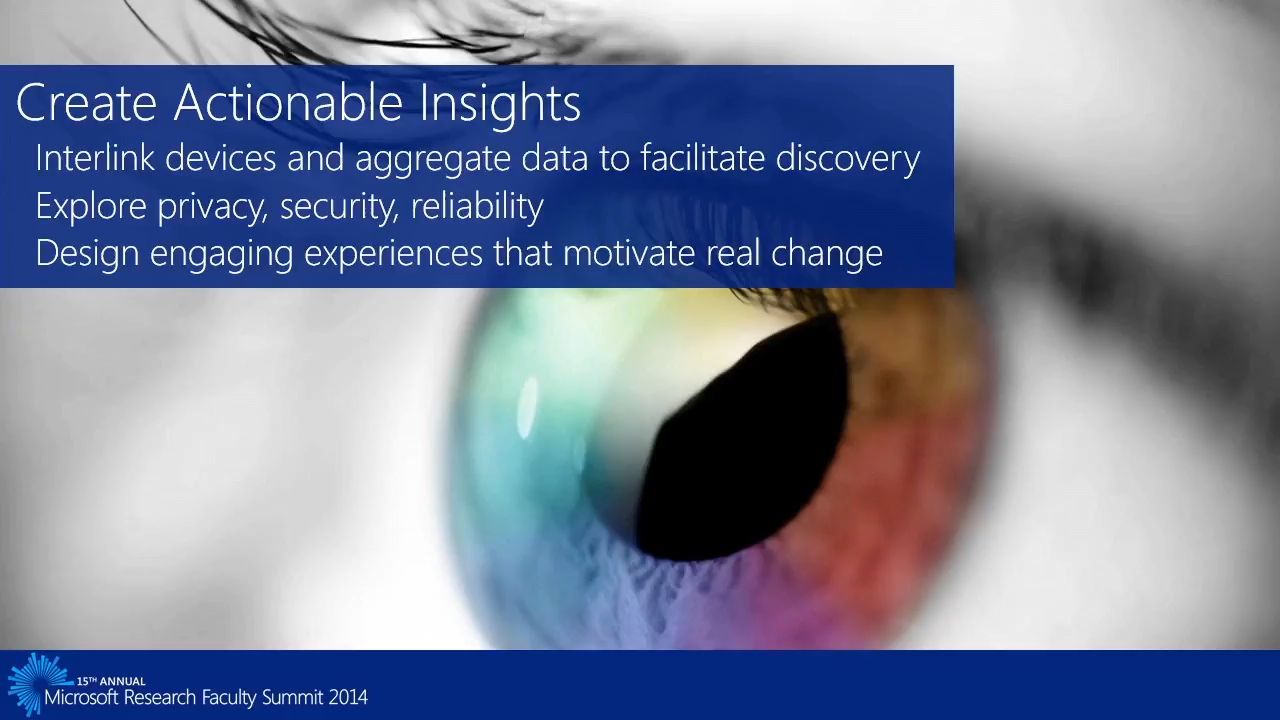 Create Actionable Insights
Interlink devices and aggregate data to facilitate discovery
Explore privacy, security, reliability
Design engaging experiences that motivate real change
15TH ANNUAL
Microsoft Research Faculty Summit 2014